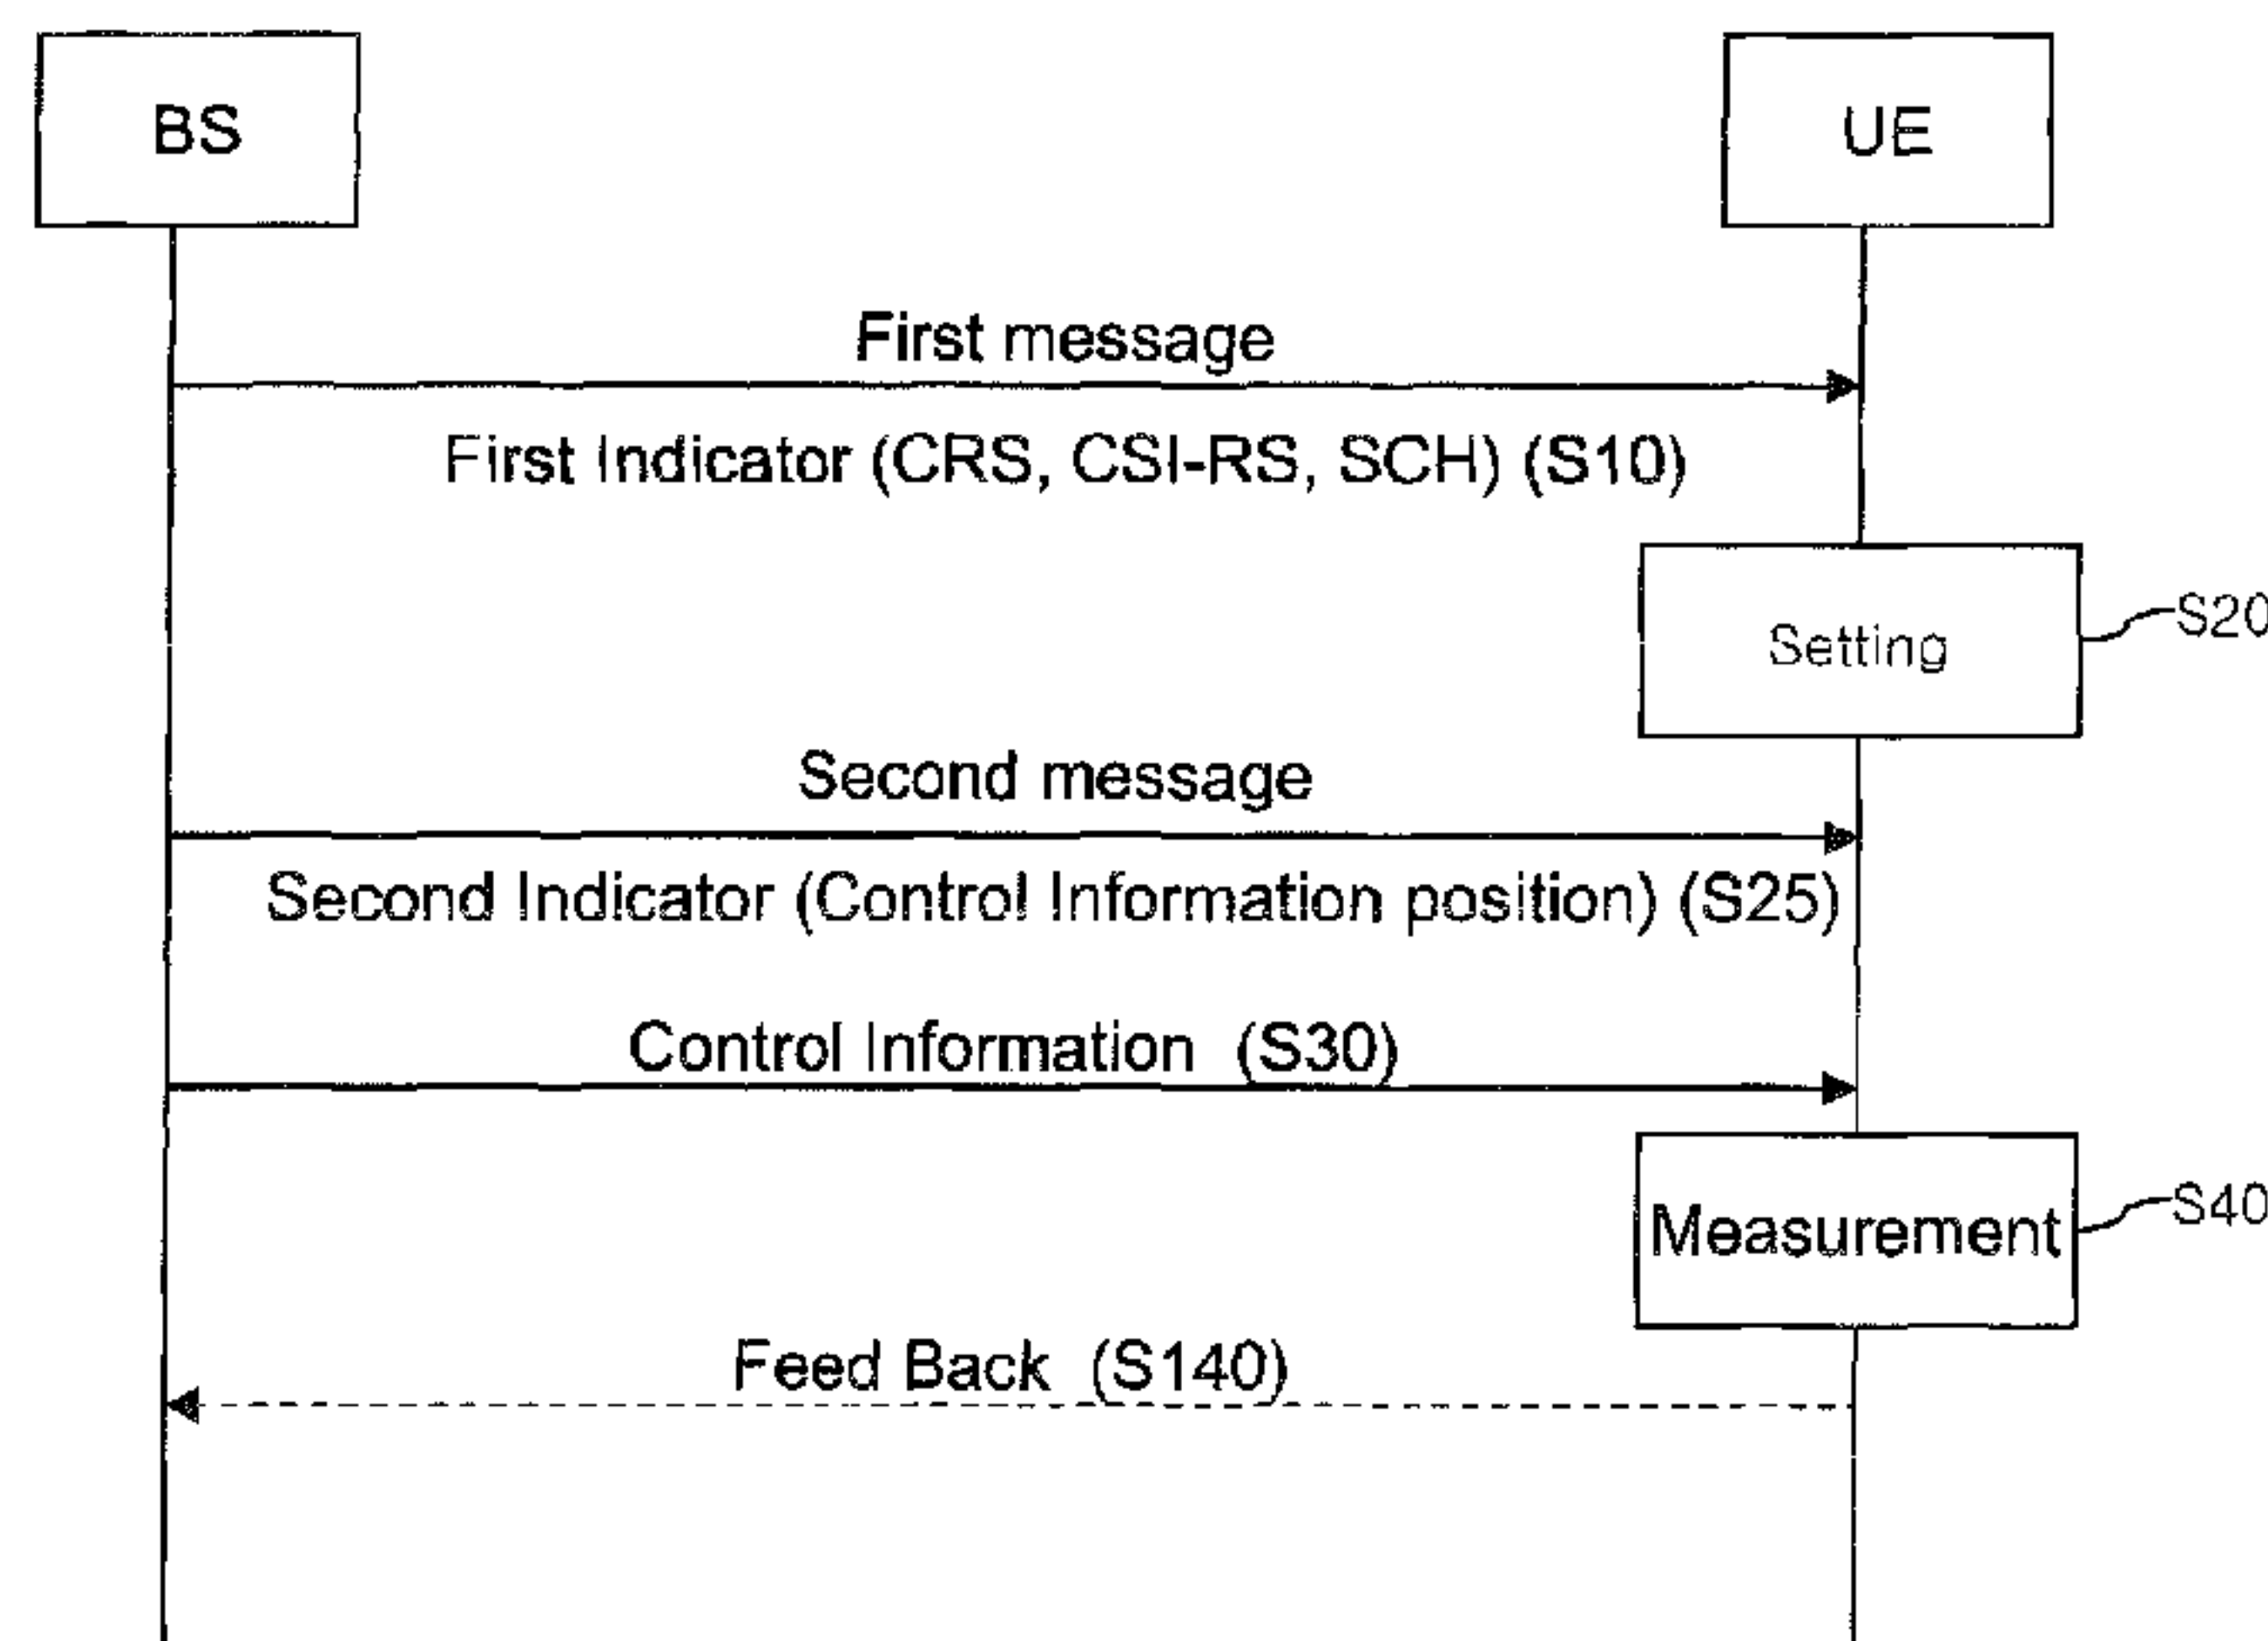 BS
UE
First message
First Indicator (CRS, CSI-RS, SCH) (S10)
Setting
S20
Second message
Second Indicator (Control Information position) (S25)
Control Information (S30)
Measurement
S40
Feed Back (S140)